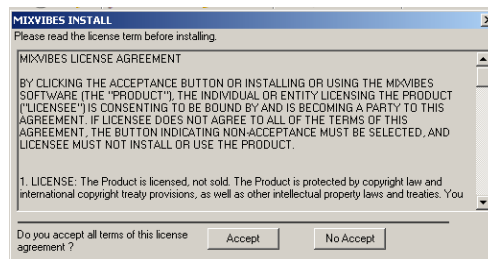 MIXVIBES INSTALL
Please read the license term before installing.
MIXVIBES LICENSE AGREEMENT
BY CLICKING THE ACCEPTANCE BUTTON OR INSTALLING OR USING THE MIXVIBES
SOFTWARE (THE "PRODUCT"), THE INDIVIDUAL OR ENTITY LICENSING THE PRODUCT
("LICENSEE") IS CONSENTING TO BE BOUND BY AND IS BECOMING A PARTY TO THIS
AGREEMENT. IF LICENSEE DOES NOT AGREE TO ALL OF THE TERMS OF THIS
AGREEMENT, THE BUTTON INDICATING NON-ACCEPTANCE MUST BE SELECTED, AND
LICENSEE MUST NOT INSTALL OR USE THE PRODUCT.
1. LICENSE: The Product is licensed, not sold. The Product is protected by copyright law and
international copyright treaty provisions, as well as other intellectual property laws and treaties. You
Do you accept all terms of this license
agreement ?
Accept
No Accept